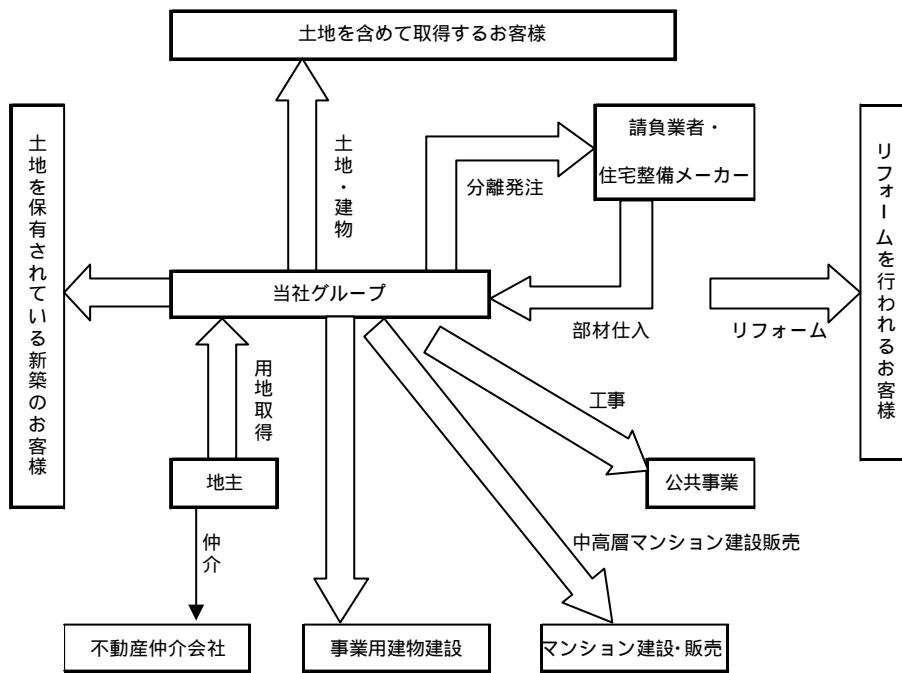 土地を含めて取得するお客様
請負業者・
住宅整備メーカー
土地を保有されている新築のお客様
土地・建物
分離発注
リフォームを行われるお客様
当社グループ
部材仕入
リフォーム
用地取得
工事
地主
公共事業
仲介
中高層マンション建設販売
不動産仲介会社
事業用建物建設
マンション建設・販売